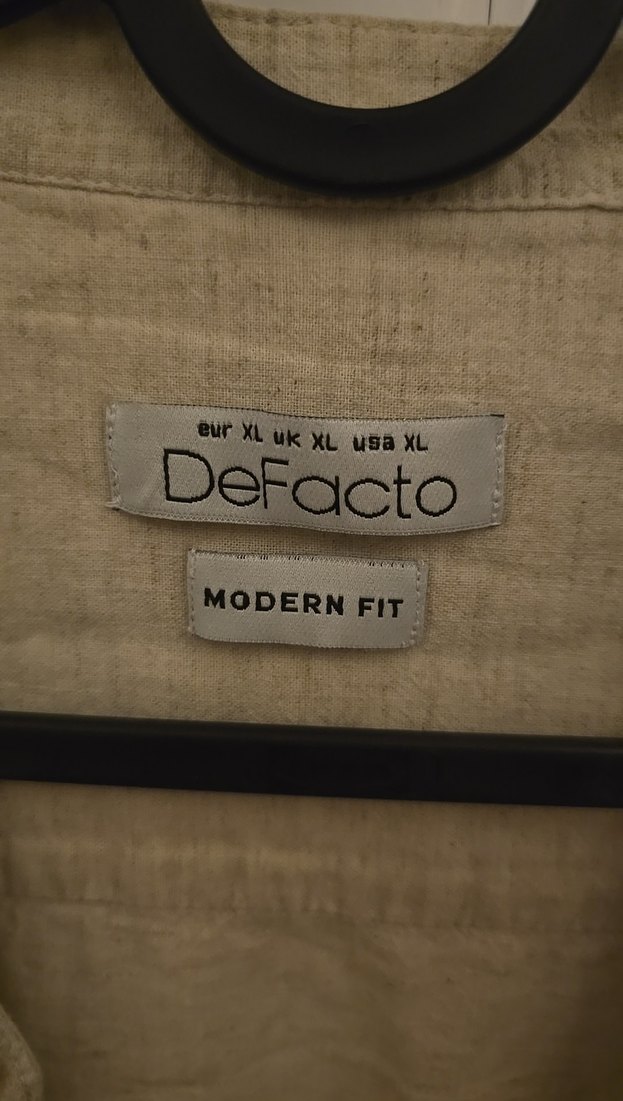 eur XL uk XL usa XL
DeFacto
MODERN FIT